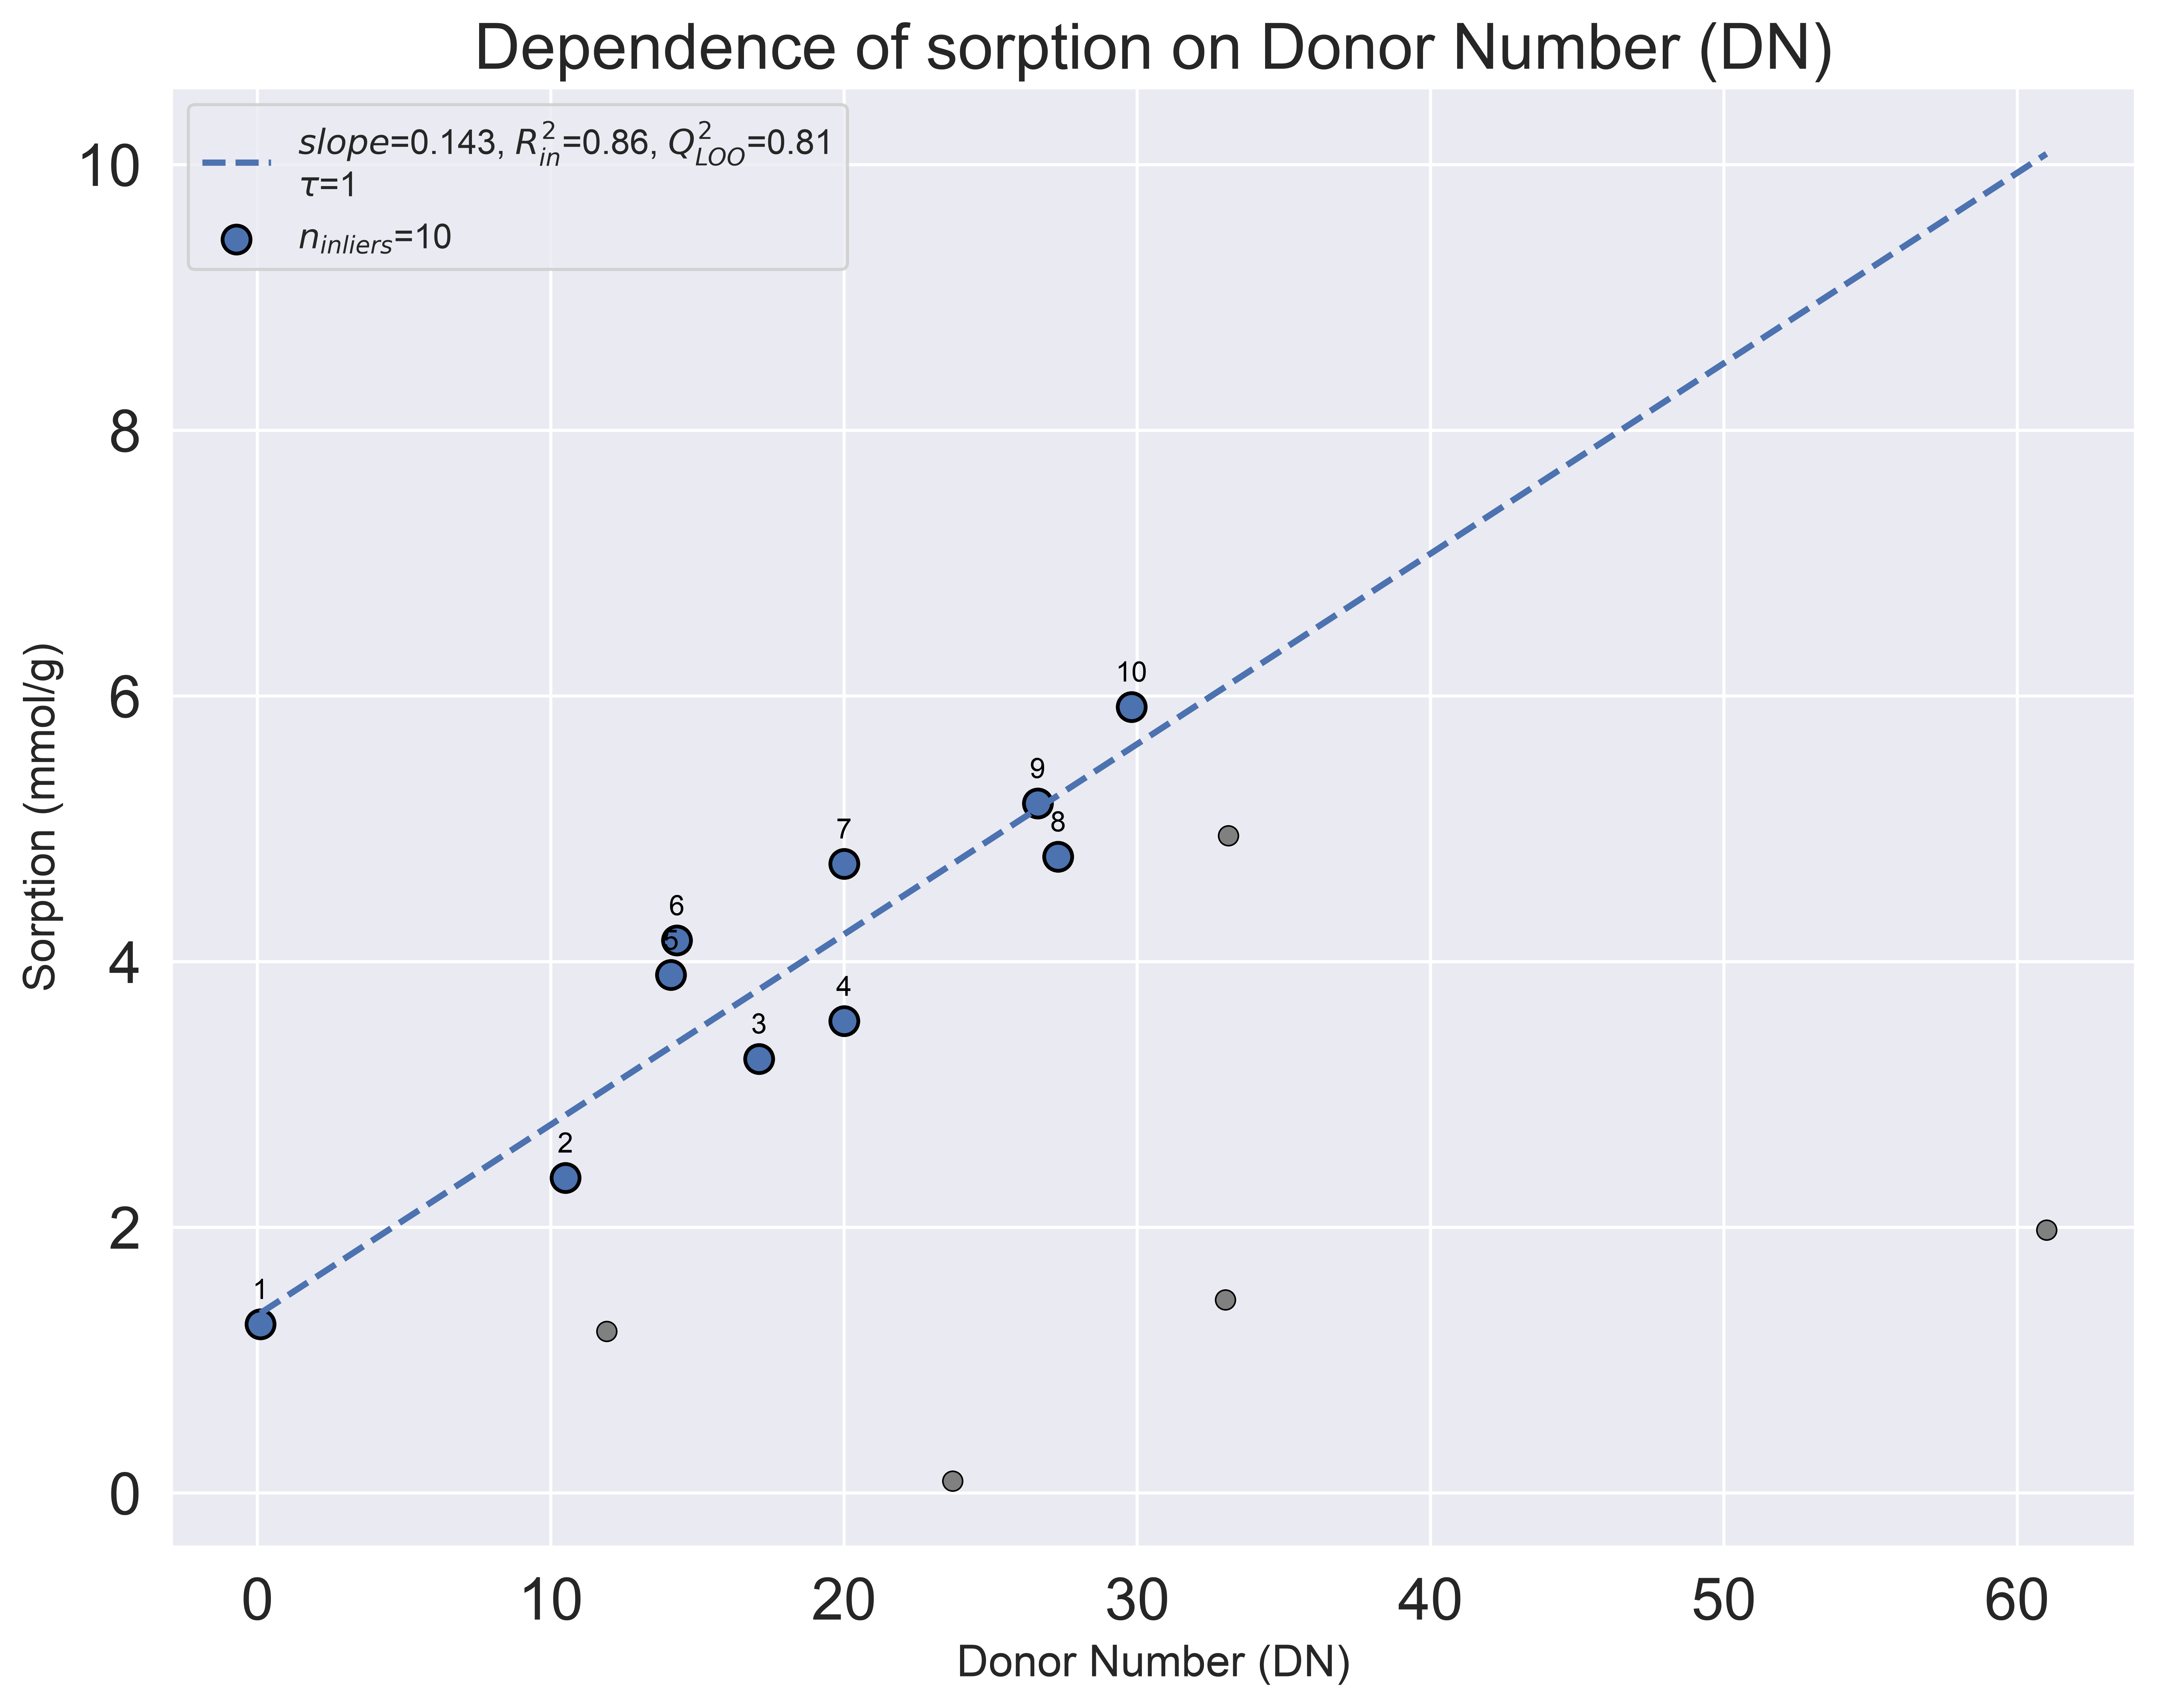 Dependence of sorption on Donor Number (DN)
slope=0.143, R²ᵢₙ=0.86, Q²LOO=0.81
τ=1
n_inliers=10
Sorption (mmol/g)
10
8
6
4
2
0
10
9
8
7
6
5
4
3
2
1
0 10 20 30 40 50 60
Donor Number (DN)